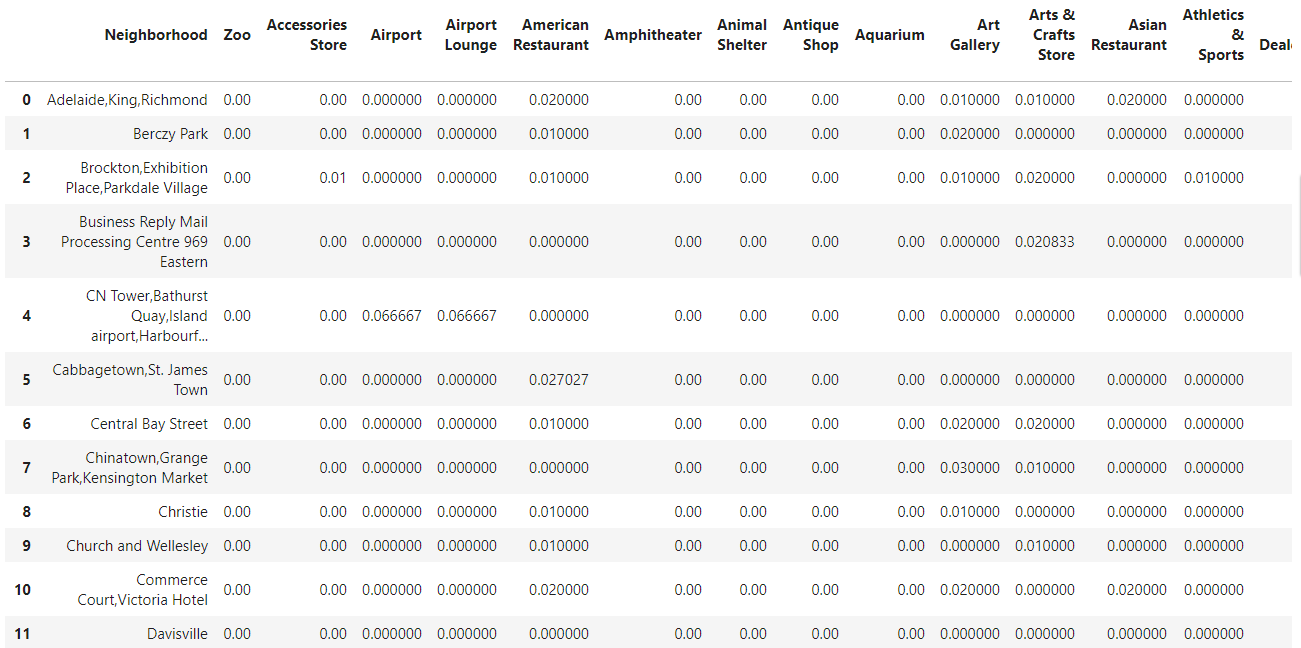 Neighborhood Zoo Accessories Store Airport Airport Lounge American Restaurant Amphitheater Animal Shelter Antique Shop Aquarium Art Gallery Arts & Crafts Store Asian Restaurant Athletics & Sports Deal
0 Adelaide,King,Richmond 0.00 0.00 0.000000 0.000000 0.020000 0.00 0.00 0.00 0.00 0.010000 0.010000 0.020000 0.000000
1 Berczy Park 0.00 0.00 0.000000 0.000000 0.010000 0.00 0.00 0.00 0.00 0.020000 0.000000 0.000000 0.000000
2 Brockton,Exhibition Place,Parkdale Village 0.00 0.01 0.000000 0.000000 0.010000 0.00 0.00 0.00 0.00 0.010000 0.020000 0.000000 0.010000
3 Business Reply Mail Processing Centre 969 Eastern 0.00 0.00 0.000000 0.000000 0.000000 0.00 0.00 0.00 0.00 0.000000 0.020833 0.000000 0.000000
4 CN Tower,Bathurst Quay,Island airport,Harbourf... 0.00 0.00 0.066667 0.066667 0.000000 0.00 0.00 0.00 0.00 0.000000 0.000000 0.000000 0.000000
5 Cabbagetown,St. James Town 0.00 0.00 0.000000 0.000000 0.027027 0.00 0.00 0.00 0.00 0.000000 0.000000 0.000000 0.000000
6 Central Bay Street 0.00 0.00 0.000000 0.000000 0.010000 0.00 0.00 0.00 0.00 0.020000 0.020000 0.000000 0.000000
7 Chinatown,Grange Park,Kensington Market 0.00 0.00 0.000000 0.000000 0.000000 0.00 0.00 0.00 0.00 0.030000 0.010000 0.000000 0.000000
8 Christie 0.00 0.00 0.000000 0.000000 0.010000 0.00 0.00 0.00 0.00 0.010000 0.000000 0.000000 0.000000
9 Church and Wellesley 0.00 0.00 0.000000 0.000000 0.010000 0.00 0.00 0.00 0.00 0.000000 0.010000 0.000000 0.000000
10 Commerce Court,Victoria Hotel 0.00 0.00 0.000000 0.000000 0.020000 0.00 0.00 0.00 0.00 0.020000 0.000000 0.020000 0.000000
11 Davisville 0.00 0.00 0.000000 0.000000 0.000000 0.00 0.00 0.00 0.00 0.000000 0.000000 0.000000 0.000000